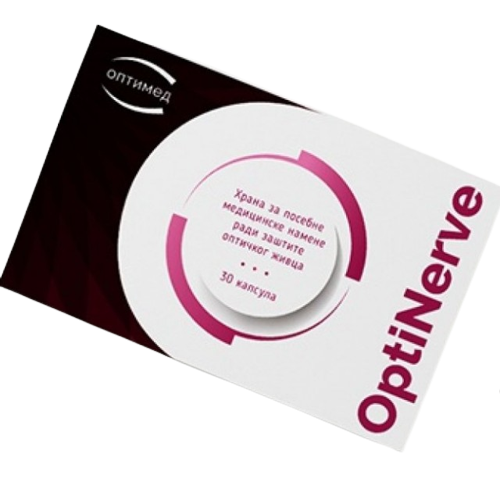 ОПТИМЕД
Храна за посебне
медицинске намене
ради заштите
оптичког живца
30 капсула
OptiNerve